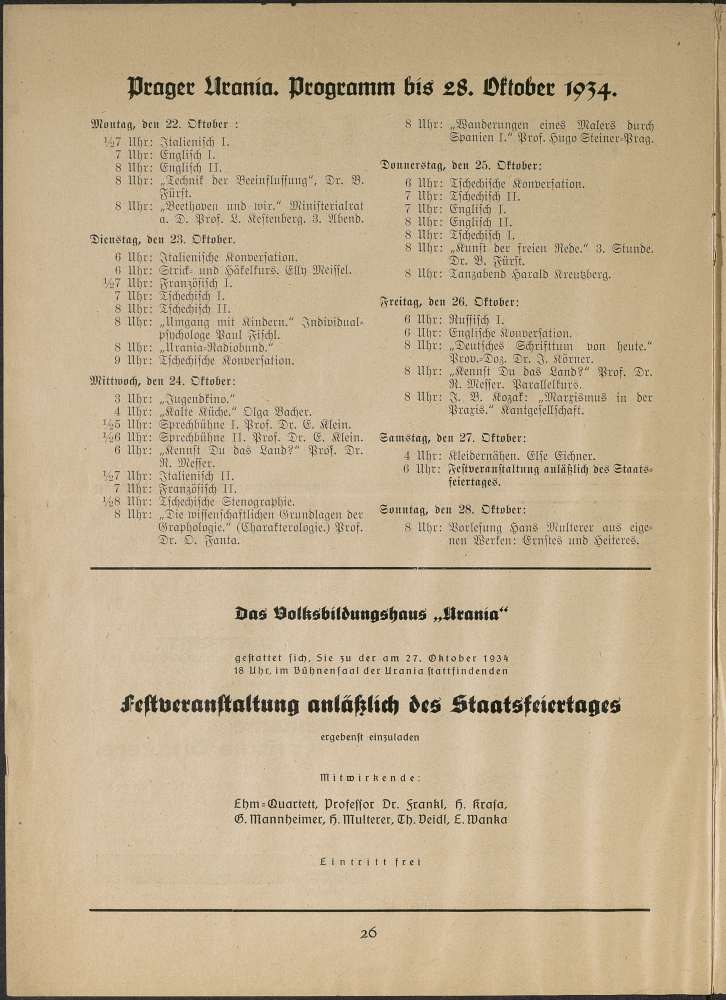 Prager Urania. Programm bis 28. Oktober 1934.
Montag, den 22. Oktober :
½7 Uhr: Italienisch I.
7 Uhr: Englisch I.
8 Uhr: Englisch II.
8 Uhr: „Technik der Beeinflussung“, Dr. B.
Fürst.
8 Uhr: „Beethoven und wir.“ Ministerialrat
a. D. Prof. L. Kestenberg. 3. Abend.
Dienstag, den 23. Oktober.
6 Uhr: Italienische Konversation.
6 Uhr: Strick- und Häkelkurs. Elly Meissel.
½7 Uhr: Französisch I.
7 Uhr: Tschechisch I.
8 Uhr: Tschechisch II.
8 Uhr: „Umgang mit Kindern.“ Individual-
psychologe Paul Fischl.
8 Uhr: „Urania-Radiobund.“
9 Uhr: Tschechische Konversation.
Mittwoch, den 24. Oktober:
3 Uhr: „Jugendkino.“
4 Uhr: „Kalte Küche.“ Olga Bacher.
½5 Uhr: Sprechbühne I. Prof. Dr. E. Klein.
½6 Uhr: Sprechbühne II. Prof. Dr. E. Klein.
6 Uhr: „Kennst Du das Land?“ Prof. Dr.
R. Messer.
½7 Uhr: Italienisch II.
7 Uhr: Französisch II.
½8 Uhr: Tschechische Stenographie.
8 Uhr: „Die wissenschaftlichen Grundlagen der
Graphologie.“ (Charakterologie.) Prof.
Dr. O. Fanta.
8 Uhr: „Wanderungen eines Malers durch
Spanien I.“ Prof. Hugo Steiner-Prag.
Donnerstag, den 25. Oktober:
6 Uhr: Tschechische Konversation.
7 Uhr: Tschechisch II.
7 Uhr: Englisch I.
8 Uhr: Englisch II.
8 Uhr: Tschechisch I.
8 Uhr: „Kunst der freien Rede.“ 3. Stunde.
Dr. B. Fürst.
8 Uhr: Tanzabend Harald Kreutzberg.
Freitag, den 26. Oktober:
6 Uhr: Russisch I.
6 Uhr: Englische Konversation.
8 Uhr: „Deutsches Schrifttum von heute.“
Priv.-Doz. Dr. J. Körner.
8 Uhr: „Kennst Du das Land?“ Prof. Dr.
R. Messer. Parallelkurs.
8 Uhr: J. B. Kozak: „Marxismus in der
Praxis.“ Kantgesellschaft.
Samstag, den 27. Oktober:
4 Uhr: Kleidernähen. Else Eichner.
6 Uhr: Festveranstaltung anläßlich des Staats-
feiertages.
Sonntag, den 28. Oktober:
8 Uhr: Vorlesung Hans Multerer aus eige-
nen Werken: Ernstes und Heiteres.
Das Volksbildungshaus „Urania“
gestattet sich, Sie zu der am 27. Oktober 1934
18 Uhr, im Bühnensaal der Urania stattfindenden
Festveranstaltung anläßlich des Staatsfeiertages
ergebenst einzuladen
Mitwirkende:
Ehm-Quartett, Professor Dr. Frankl, H. Krasa,
G. Mannheimer, H. Multerer, Th. Veidl, E. Wanka
Eintritt frei
26